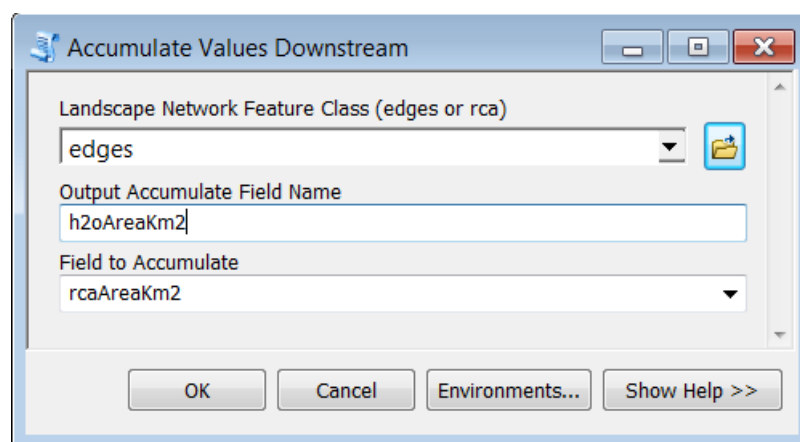 Accumulate Values Downstream
Landscape Network Feature Class (edges or rca)
edges
Output Accumulate Field Name
h2oAreaKm2
Field to Accumulate
rcaAreaKm2
OK Cancel Environments... Show Help >>